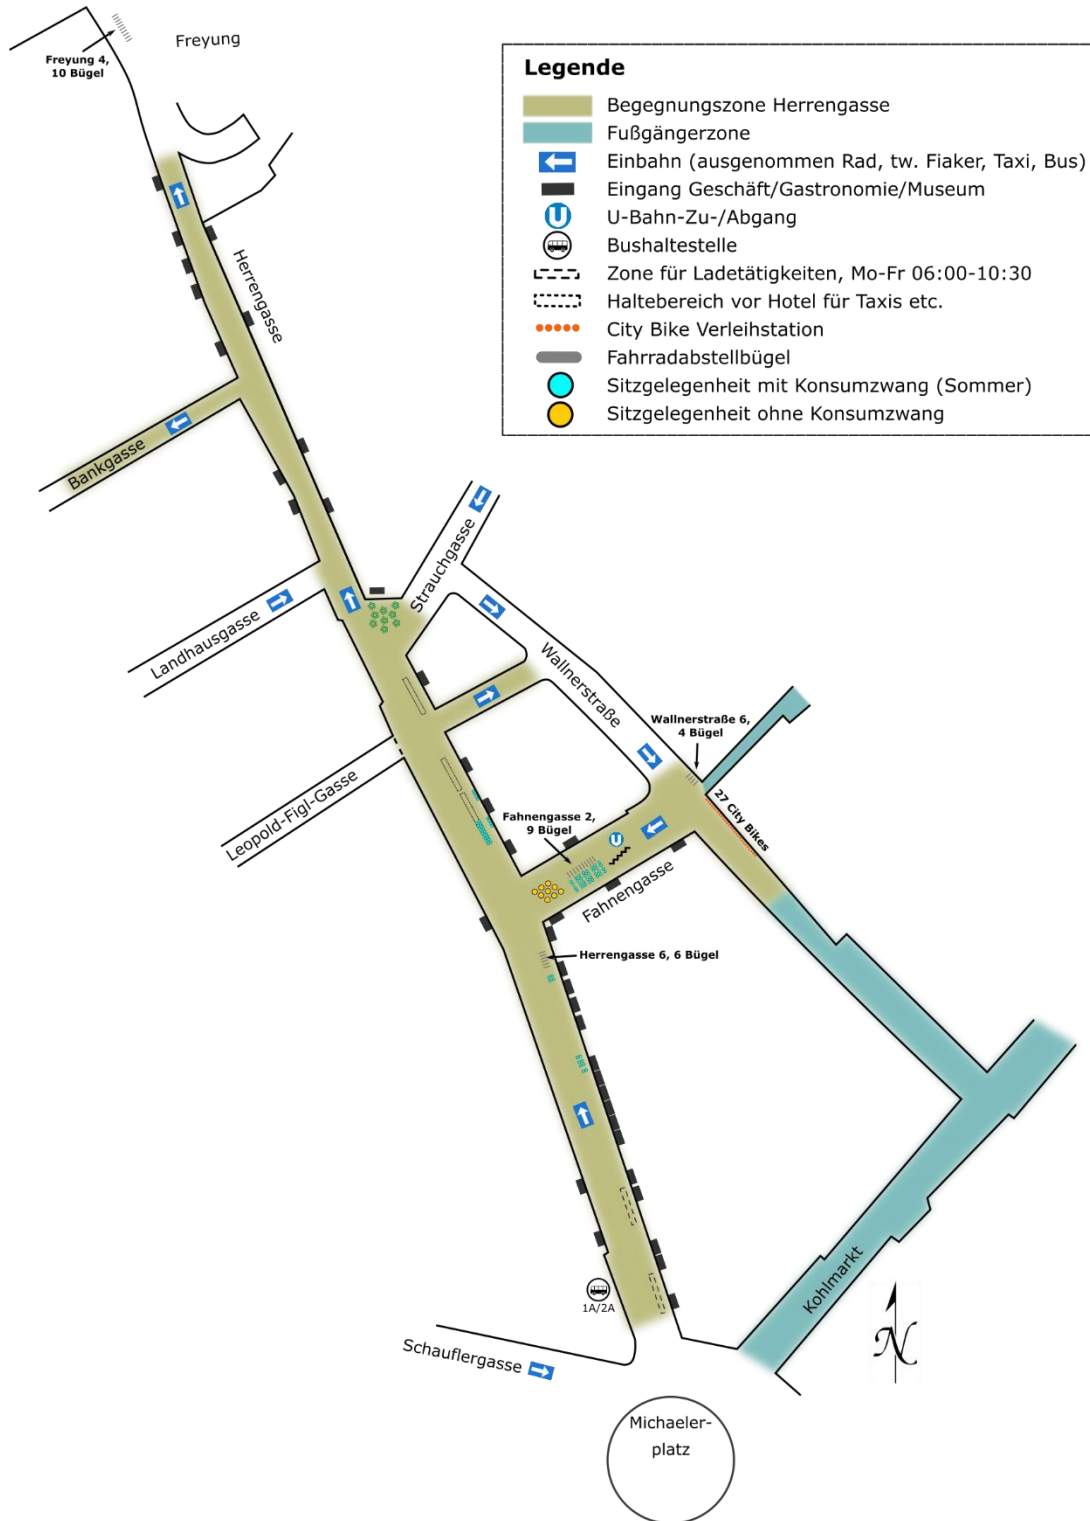 Freyung
Freyung 4,
10 Bügel
Legende
Begegnungszone Herrengasse
Fußgängerzone
Einbahn (ausgenommen Rad, tw. Fiaker, Taxi, Bus)
Eingang Geschäft/Gastronomie/Museum
U
U-Bahn-Zu-/Abgang
Bushaltestelle
Zone für Ladetätigkeiten, Mo-Fr 06:00-10:30
Haltebereich vor Hotel für Taxis etc.
City Bike Verleihstation
Fahrradabstellbügel
Sitzgelegenheit mit Konsumzwang (Sommer)
Sitzgelegenheit ohne Konsumzwang
Herrengasse
Bankgasse
Strauchgasse
Landhausgasse
Wallnerstraße
Wallnerstraße 6,
4 Bügel
Leopold-Figl-Gasse
27 City Bikes
Fahnengasse 2,
9 Bügel
U
Fahnengasse
Herrengasse 6, 6 Bügel
Kohlmarkt
1A/2A
Schauflergasse
N
Michaeler-
platz